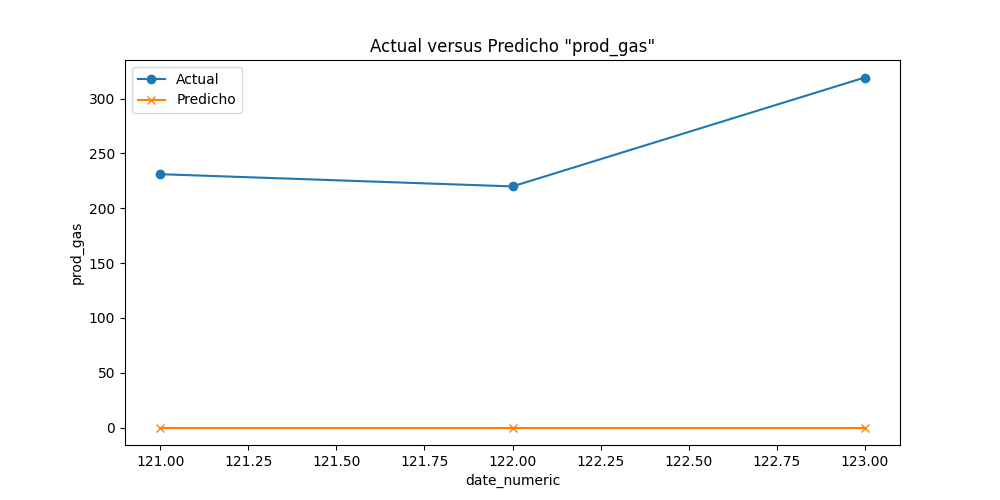 Actual versus Predicho "prod_gas"
Actual
Predicho
300
250
200
150
100
50
0
prod_gas
121.00 121.25 121.50 121.75 122.00 122.25 122.50 122.75 123.00
date_numeric